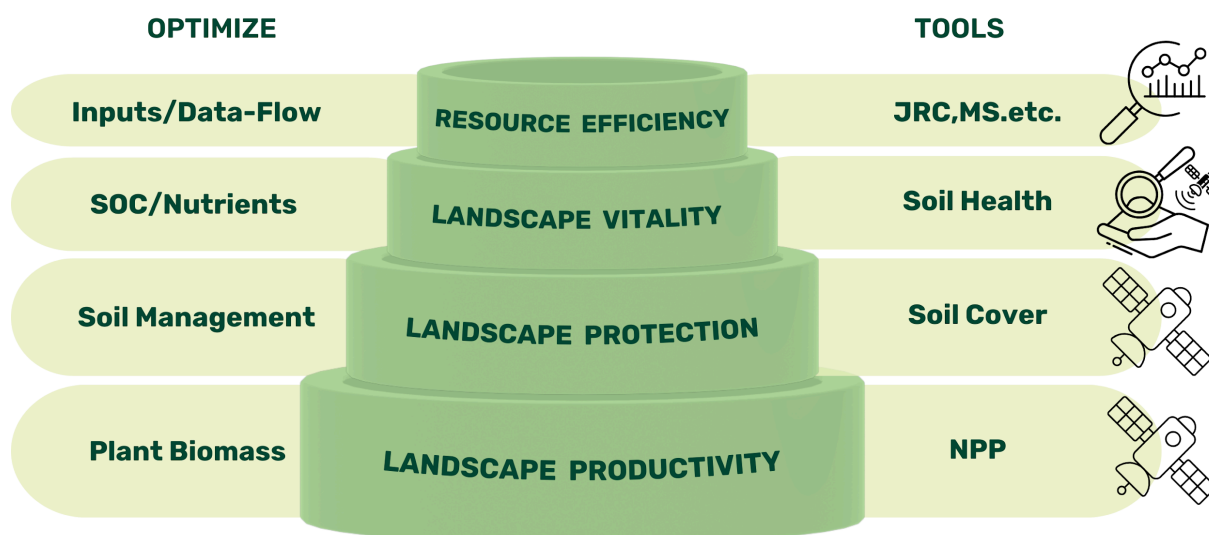 OPTIMIZE TOOLS
Inputs/Data-Flow RESOURCE EFFICIENCY JRC,MS.etc.
SOC/Nutrients LANDSCAPE VITALITY Soil Health
Soil Management LANDSCAPE PROTECTION Soil Cover
Plant Biomass LANDSCAPE PRODUCTIVITY NPP